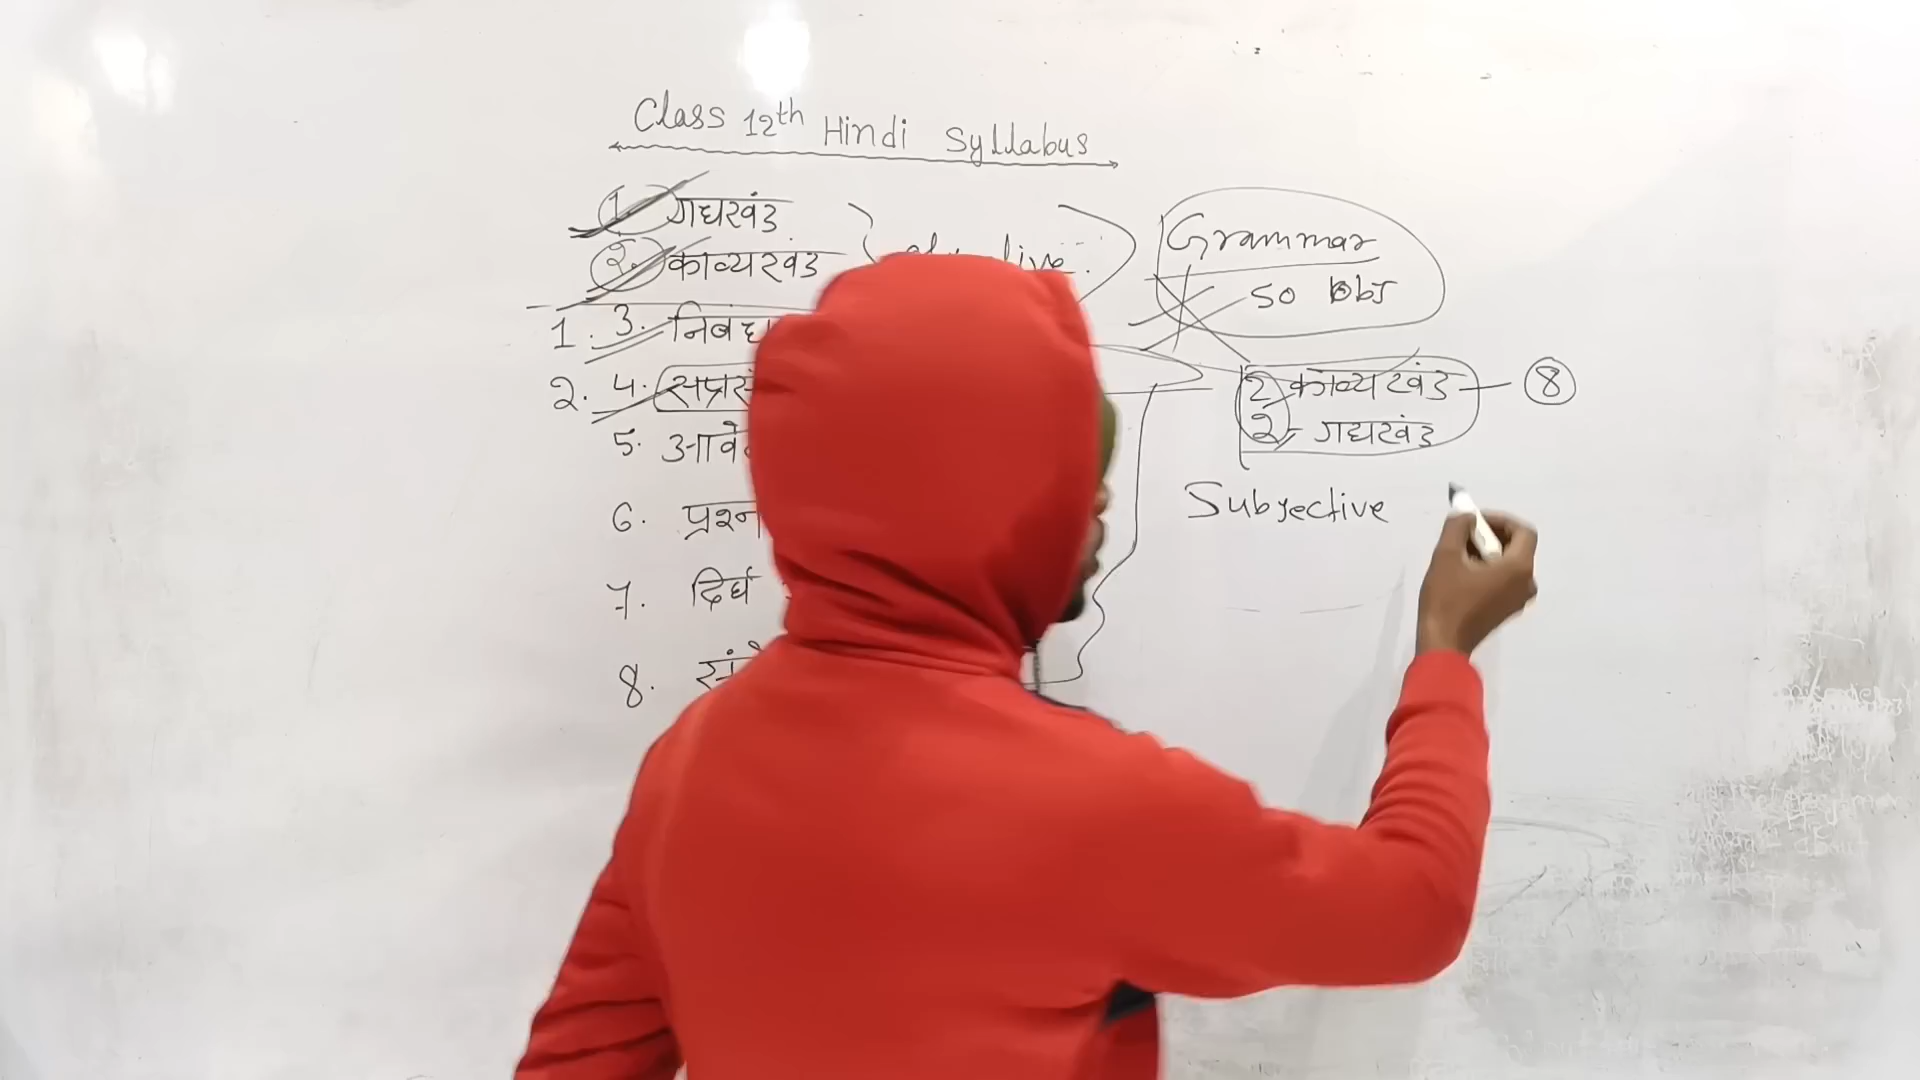 Class 12th Hindi Syllabus
1. गद्यखंड
2. काव्यखंड
1. 3. निबंध
2. 4. सप्रसं
5. आवे
6. प्रश्न
7. दिर्घ
8. संक्षे
Grammar
50 Obj
2 काव्यखंड — 8
2 - गद्यखंड
Subjective